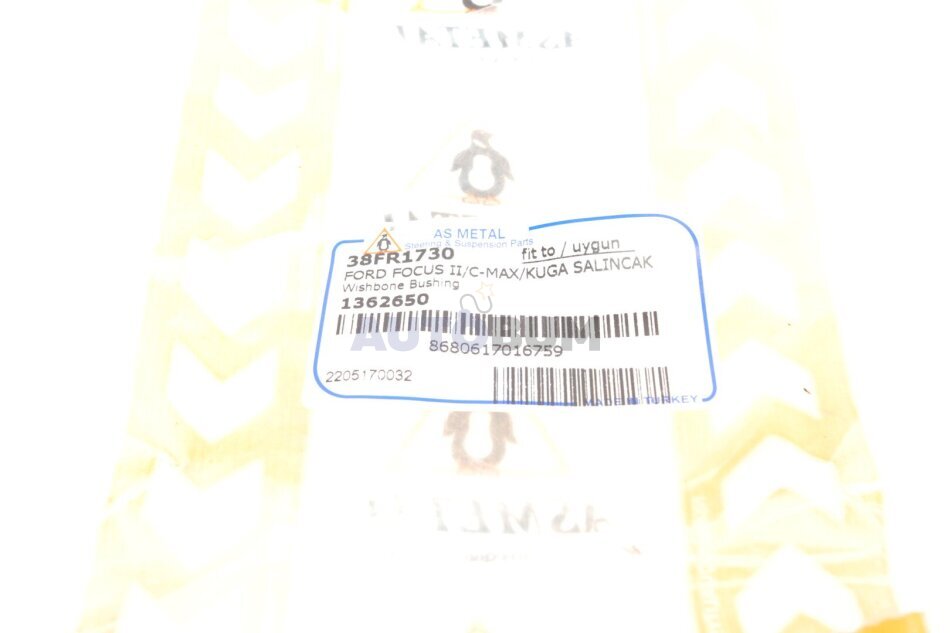 AS METAL
Steering & Suspension Parts
38FR1730 fit to / uygun
FORD FOCUS II/C-MAX/KUGA SALINCAK
Wishbone Bushing
1362650
AUTOBUM
8680617016759
2205170032
MADE IN TURKEY